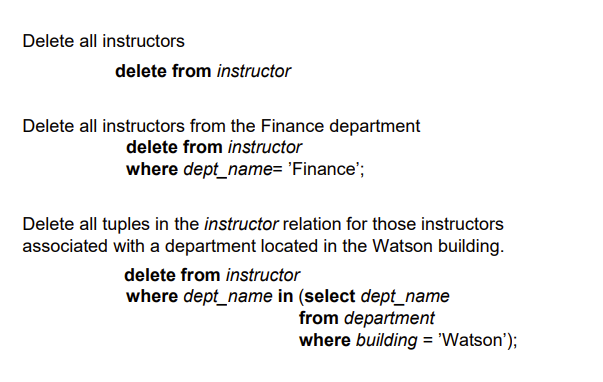 Delete all instructors
delete from instructor
Delete all instructors from the Finance department
delete from instructor
where dept_name= ’Finance’;
Delete all tuples in the instructor relation for those instructors
associated with a department located in the Watson building.
delete from instructor
where dept_name in (select dept_name
from department
where building = ’Watson’);